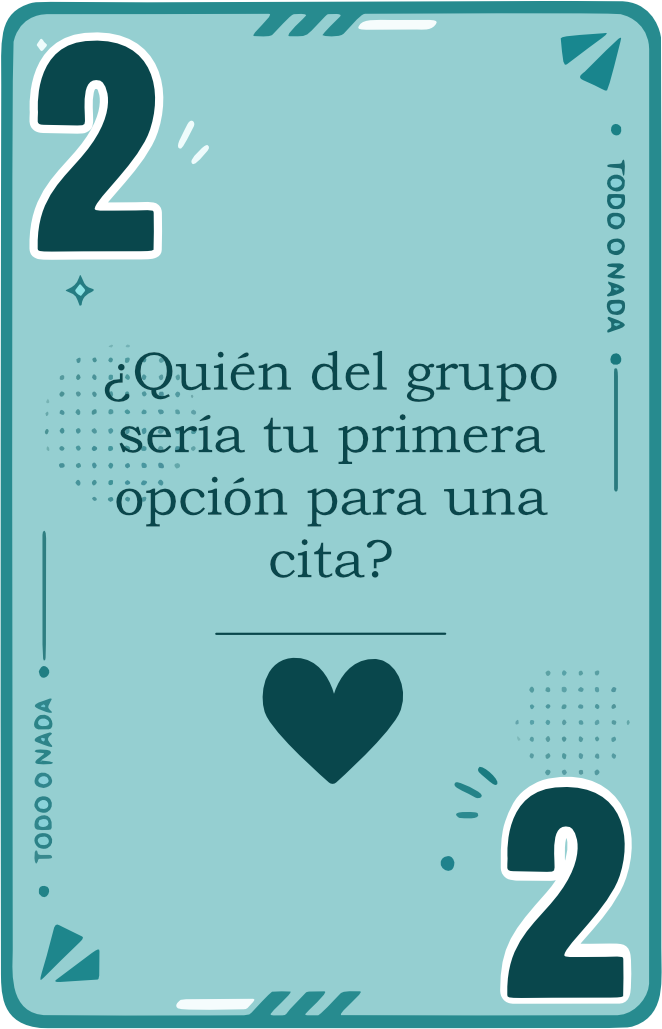 2
TODO O NADA
¿Quién del grupo
sería tu primera
opción para una
cita?
TODO O NADA
2